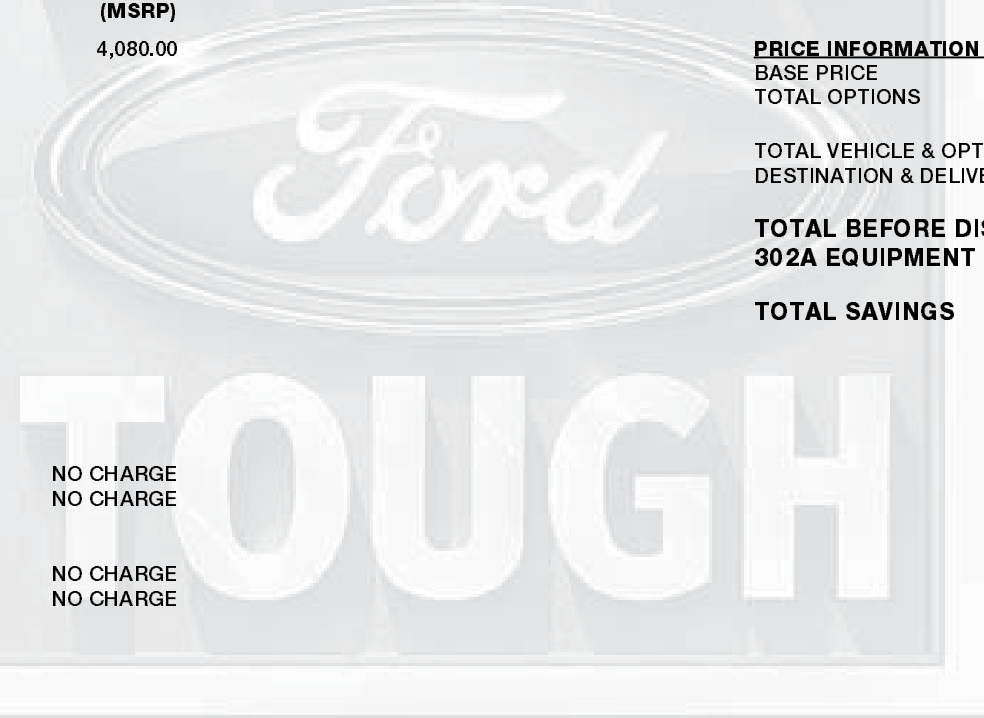 (MSRP)
4,080.00
PRICE INFORMATION
BASE PRICE
TOTAL OPTIONS
TOTAL VEHICLE & OPT
DESTINATION & DELIVE
TOTAL BEFORE DIS
302A EQUIPMENT
TOTAL SAVINGS
Ford
TOUGH
NO CHARGE
NO CHARGE
NO CHARGE
NO CHARGE